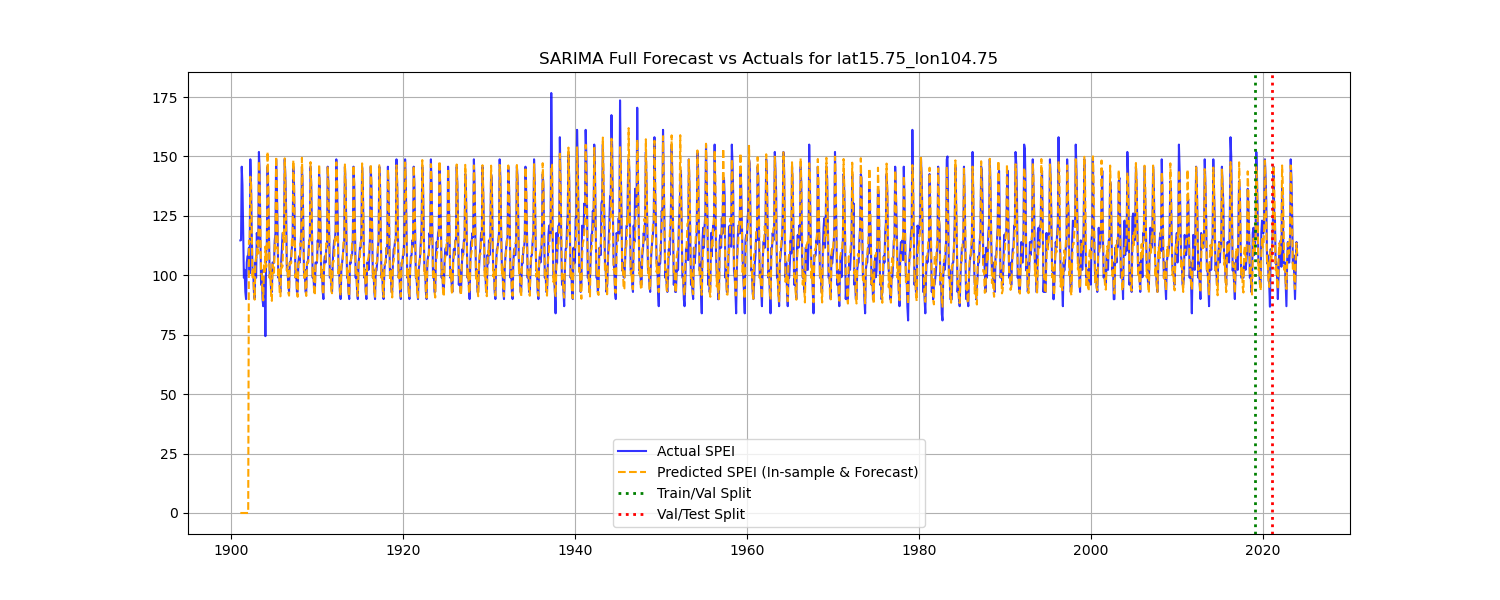 SARIMA Full Forecast vs Actuals for lat15.75_lon104.75
175
150
125
100
75
50
25
0
Actual SPEI
Predicted SPEI (In-sample & Forecast)
Train/Val Split
Val/Test Split
1900 1920 1940 1960 1980 2000 2020